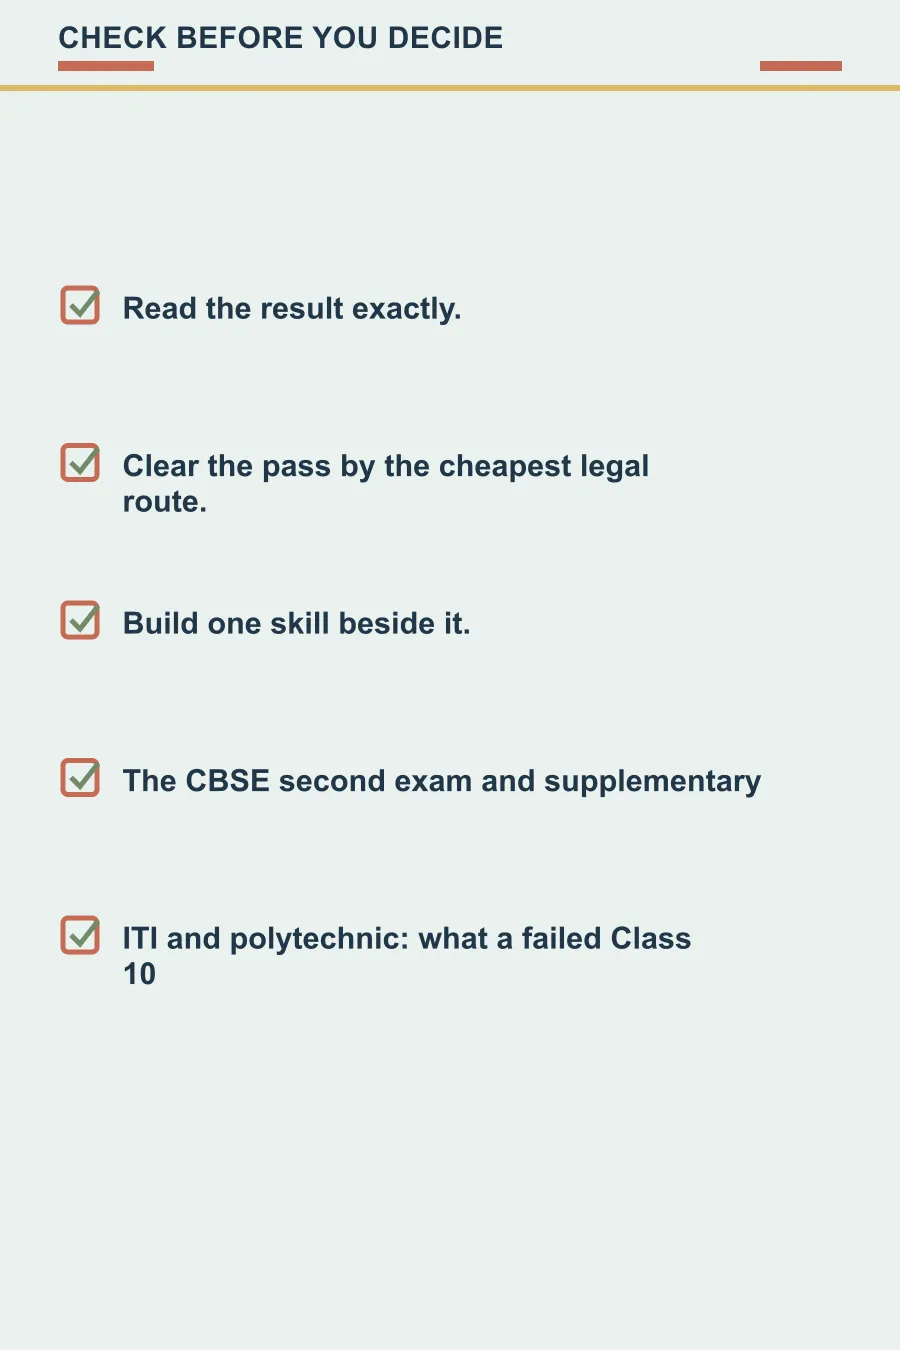 CHECK BEFORE YOU DECIDE
Read the result exactly.
Clear the pass by the cheapest legal
route.
Build one skill beside it.
The CBSE second exam and supplementary
ITI and polytechnic: what a failed Class
10